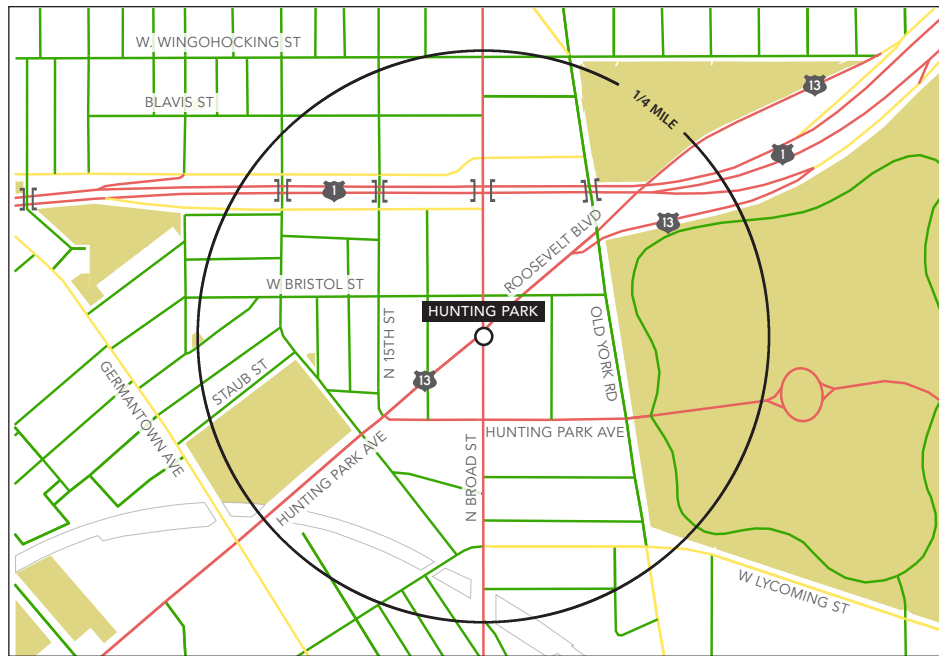 W. WINGOHOCKING ST
BLAVIS ST
13
1/4 MILE
1
1
13
ROOSEVELT BLVD
W BRISTOL ST
HUNTING PARK
N 15TH ST
OLD YORK RD
GERMANTOWN AVE
STAUB ST
13
HUNTING PARK AVE
HUNTING PARK AVE
N BROAD ST
W LYCOMING ST